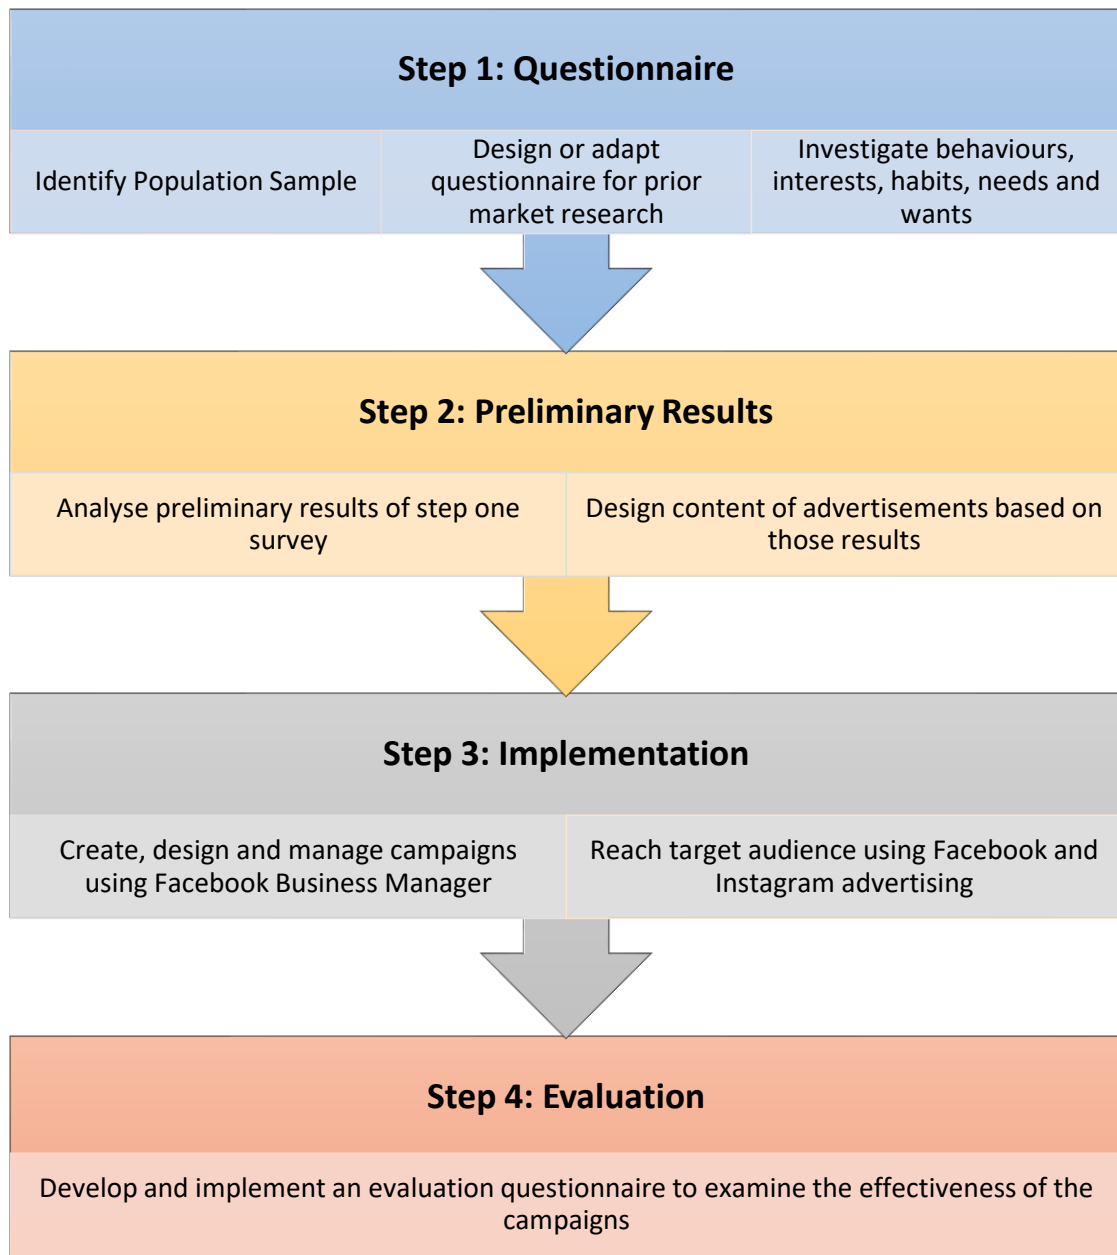 Step 1: Questionnaire
Identify Population Sample
Design or adapt
questionnaire for prior
market research
Investigate behaviours,
interests, habits, needs and
wants
Step 2: Preliminary Results
Analyse preliminary results of step one
survey
Design content of advertisements based on
those results
Step 3: Implementation
Create, design and manage campaigns
using Facebook Business Manager
Reach target audience using Facebook and
Instagram advertising
Step 4: Evaluation
Develop and implement an evaluation questionnaire to examine the effectiveness of the
campaigns